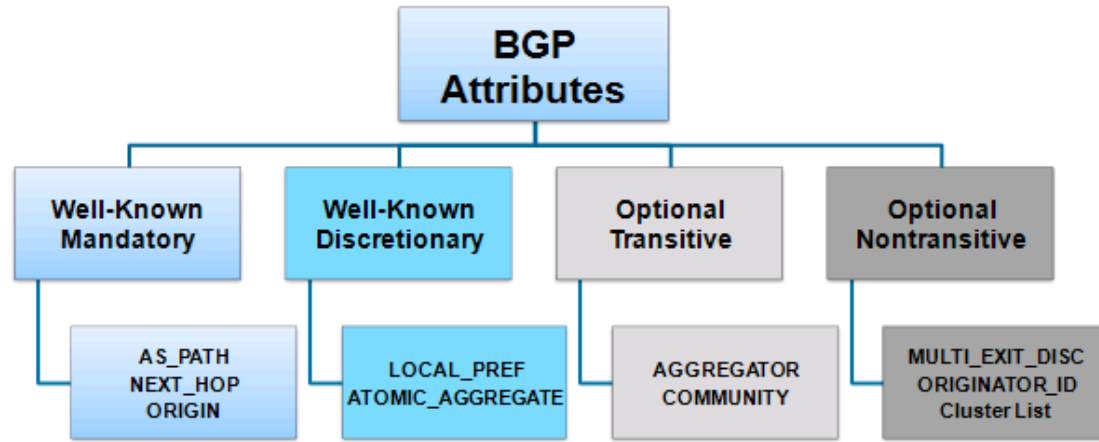 BGP
Attributes
Well-Known
Mandatory
Well-Known
Discretionary
Optional
Transitive
Optional
Nontransitive
AS_PATH
NEXT_HOP
ORIGIN
LOCAL_PREF
ATOMIC_AGGREGATE
AGGREGATOR
COMMUNITY
MULTI_EXIT_DISC
ORIGINATOR_ID
Cluster List